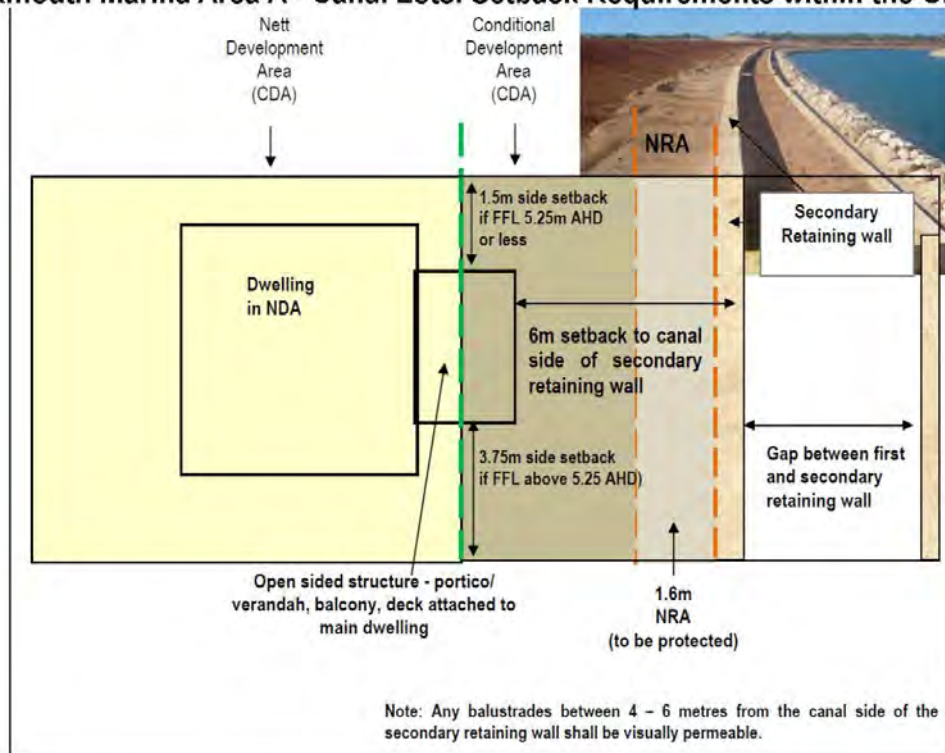 Marina Area A - Canal Lots: Setback Requirements within the
Nett
Development
Area
(CDA)
Conditional
Development
Area
(CDA)
NRA
1.5m side setback
if FFL 5.25m AHD
or less
Secondary
Retaining wall
Dwelling
in NDA
6m setback to canal
side of secondary
retaining wall
3.75m side setback
if FFL above 5.25 AHD)
Gap between first
and secondary
retaining wall
Open sided structure - portico/
verandah, balcony, deck attached to
main dwelling
1.6m
NRA
(to be protected)
Note: Any balustrades between 4 – 6 metres from the canal side of the
secondary retaining wall shall be visually permeable.